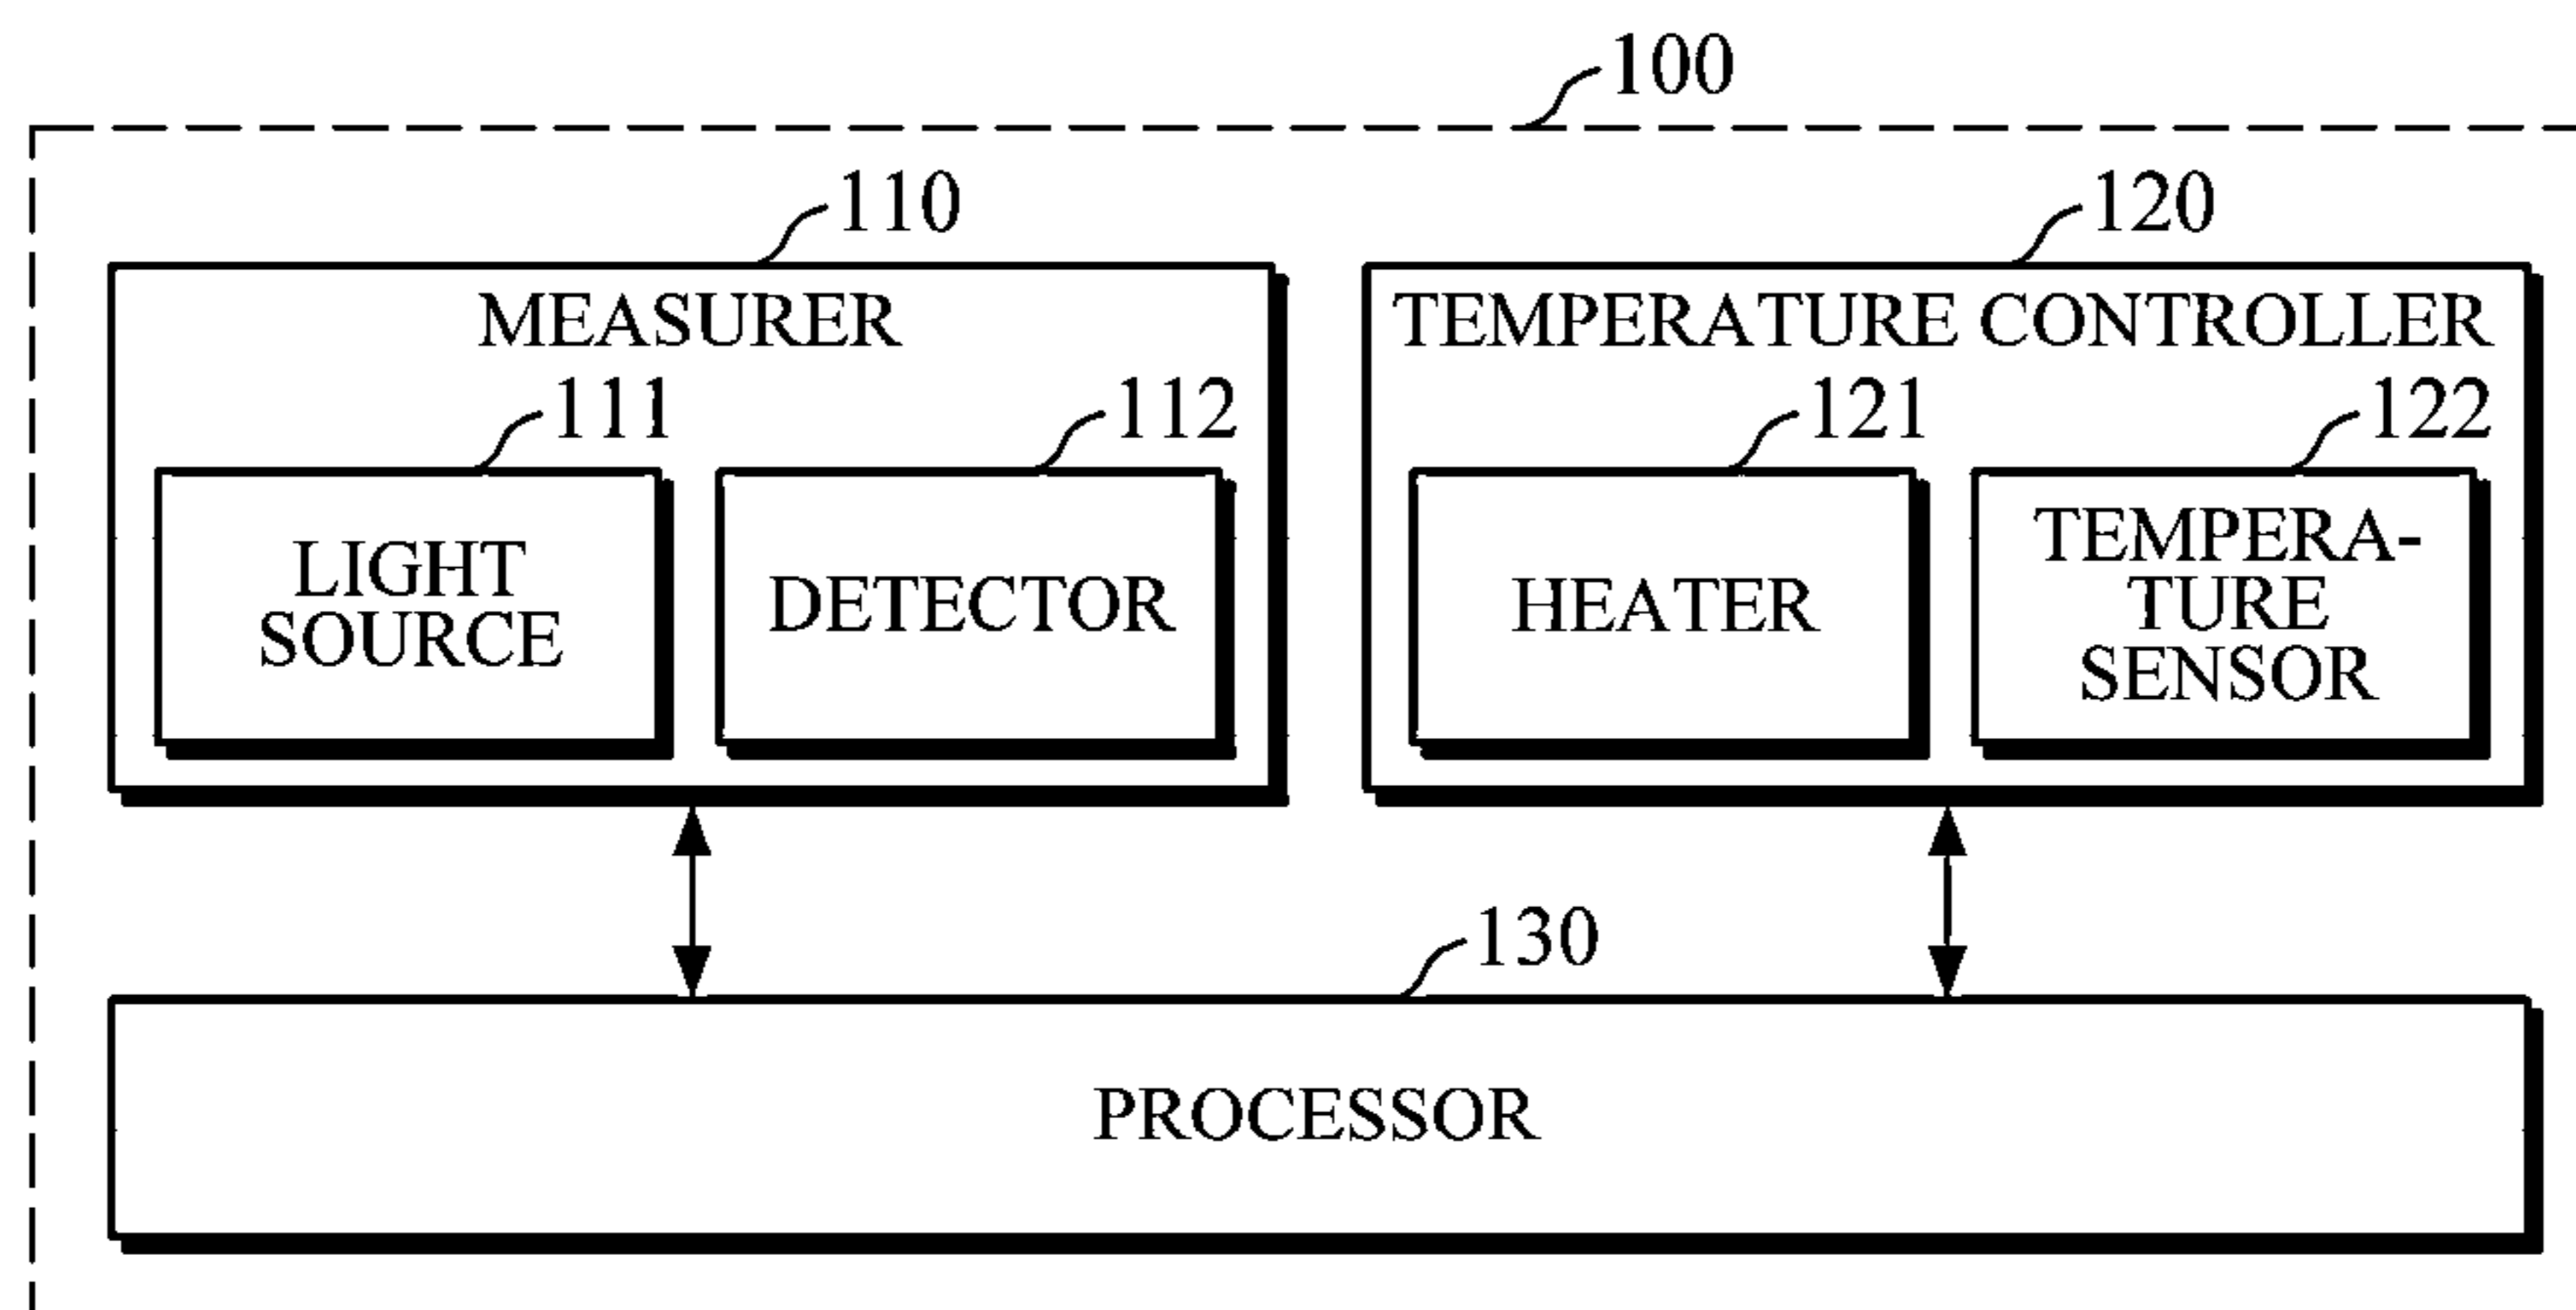 100
110
120
MEASURER
TEMPERATURE CONTROLLER
111
112
121
122
LIGHT
SOURCE
DETECTOR
HEATER
TEMPERA-
TURE
SENSOR
130
PROCESSOR